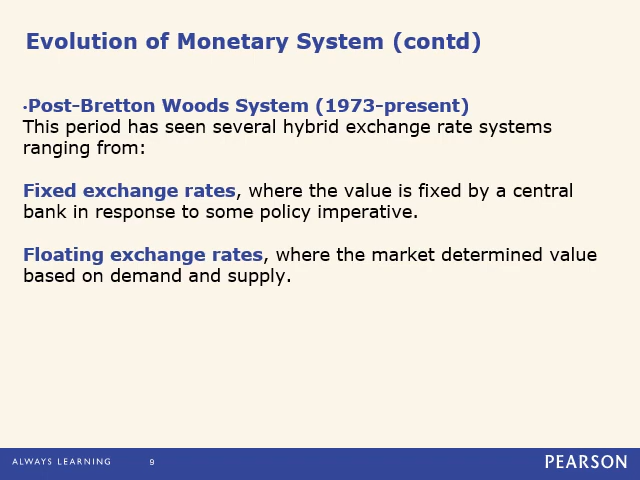 Evolution of Monetary System (contd)
·Post-Bretton Woods System (1973-present)
This period has seen several hybrid exchange rate systems
ranging from:
Fixed exchange rates, where the value is fixed by a central
bank in response to some policy imperative.
Floating exchange rates, where the market determined value
based on demand and supply.
ALWAYS LEARNING
9
PEARSON